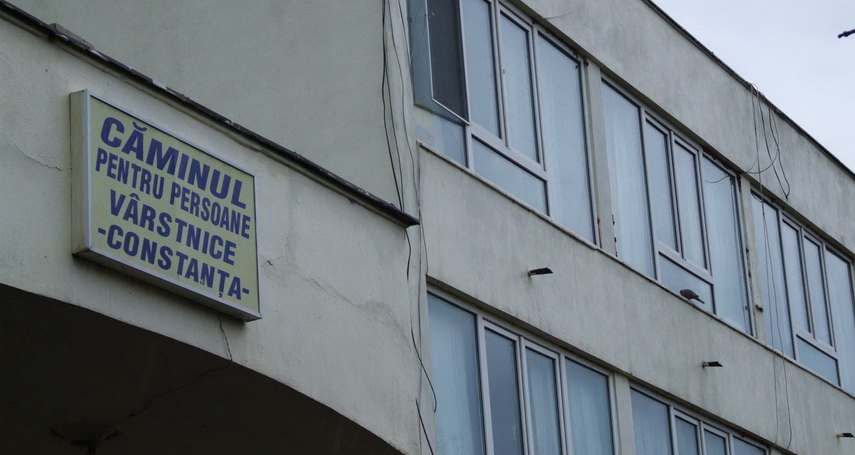 CĂMINUL
PENTRU PERSOANE
VÂRSTNICE
-CONSTANȚA-